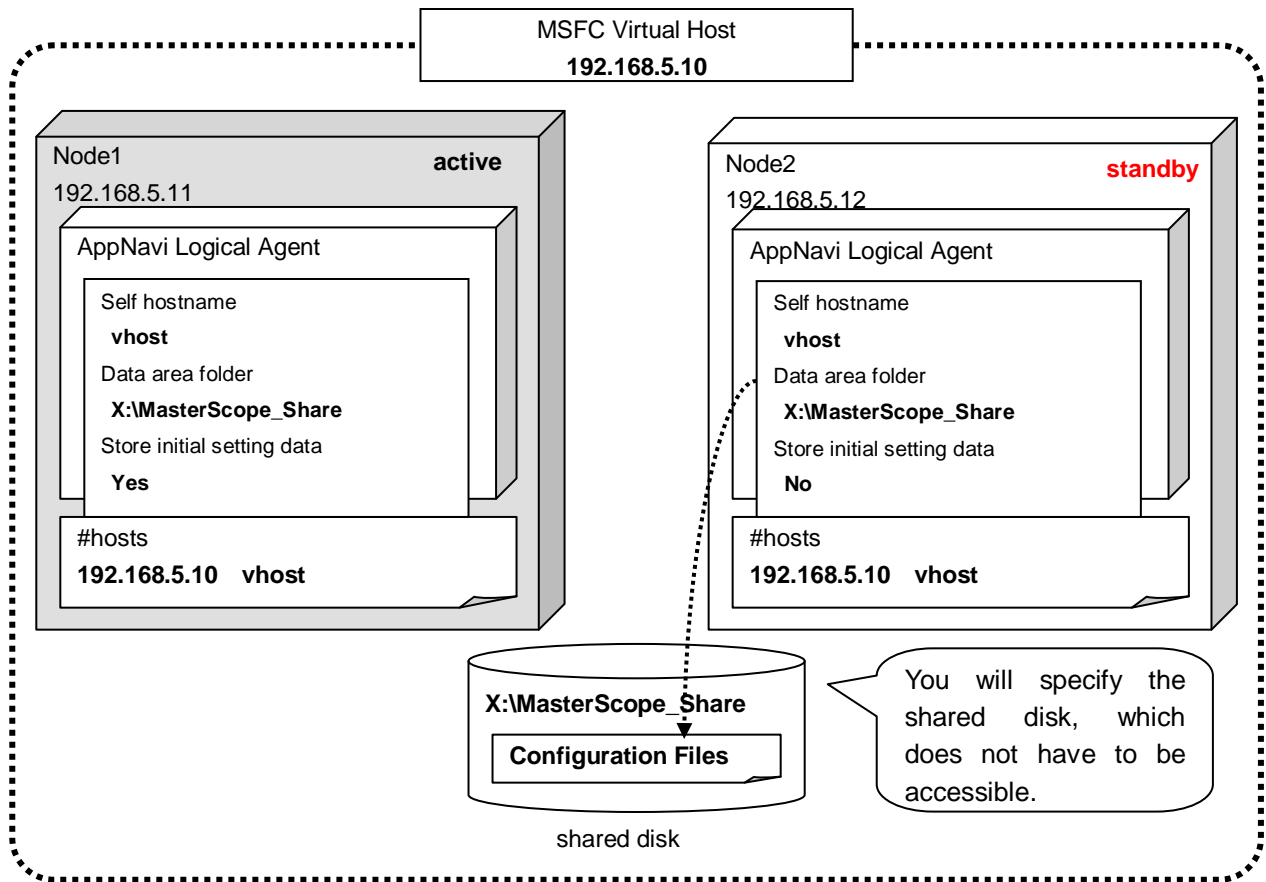 MSFC Virtual Host
192.168.5.10
Node1
active
192.168.5.11
AppNavi Logical Agent
Self hostname
vhost
Data area folder
X:\MasterScope_Share
Store initial setting data
Yes
#hosts
192.168.5.10 vhost
Node2
standby
192.168.5.12
AppNavi Logical Agent
Self hostname
vhost
Data area folder
X:\MasterScope_Share
Store initial setting data
No
#hosts
192.168.5.10 vhost
X:\MasterScope_Share
Configuration Files
shared disk
You will specify the
shared disk, which
does not have to be
accessible.